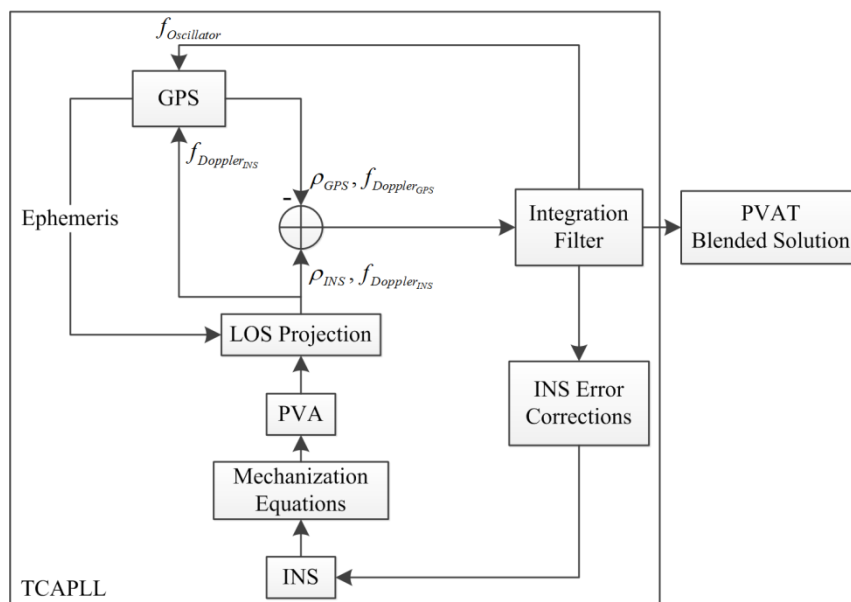 f_Oscillator
GPS
f_Doppler_INS
-
ρ_GPS , f_Doppler_GPS
Ephemeris
Integration
Filter
PVAT
Blended Solution
ρ_INS , f_Doppler_INS
LOS Projection
INS Error
Corrections
PVA
Mechanization
Equations
INS
TCAPLL